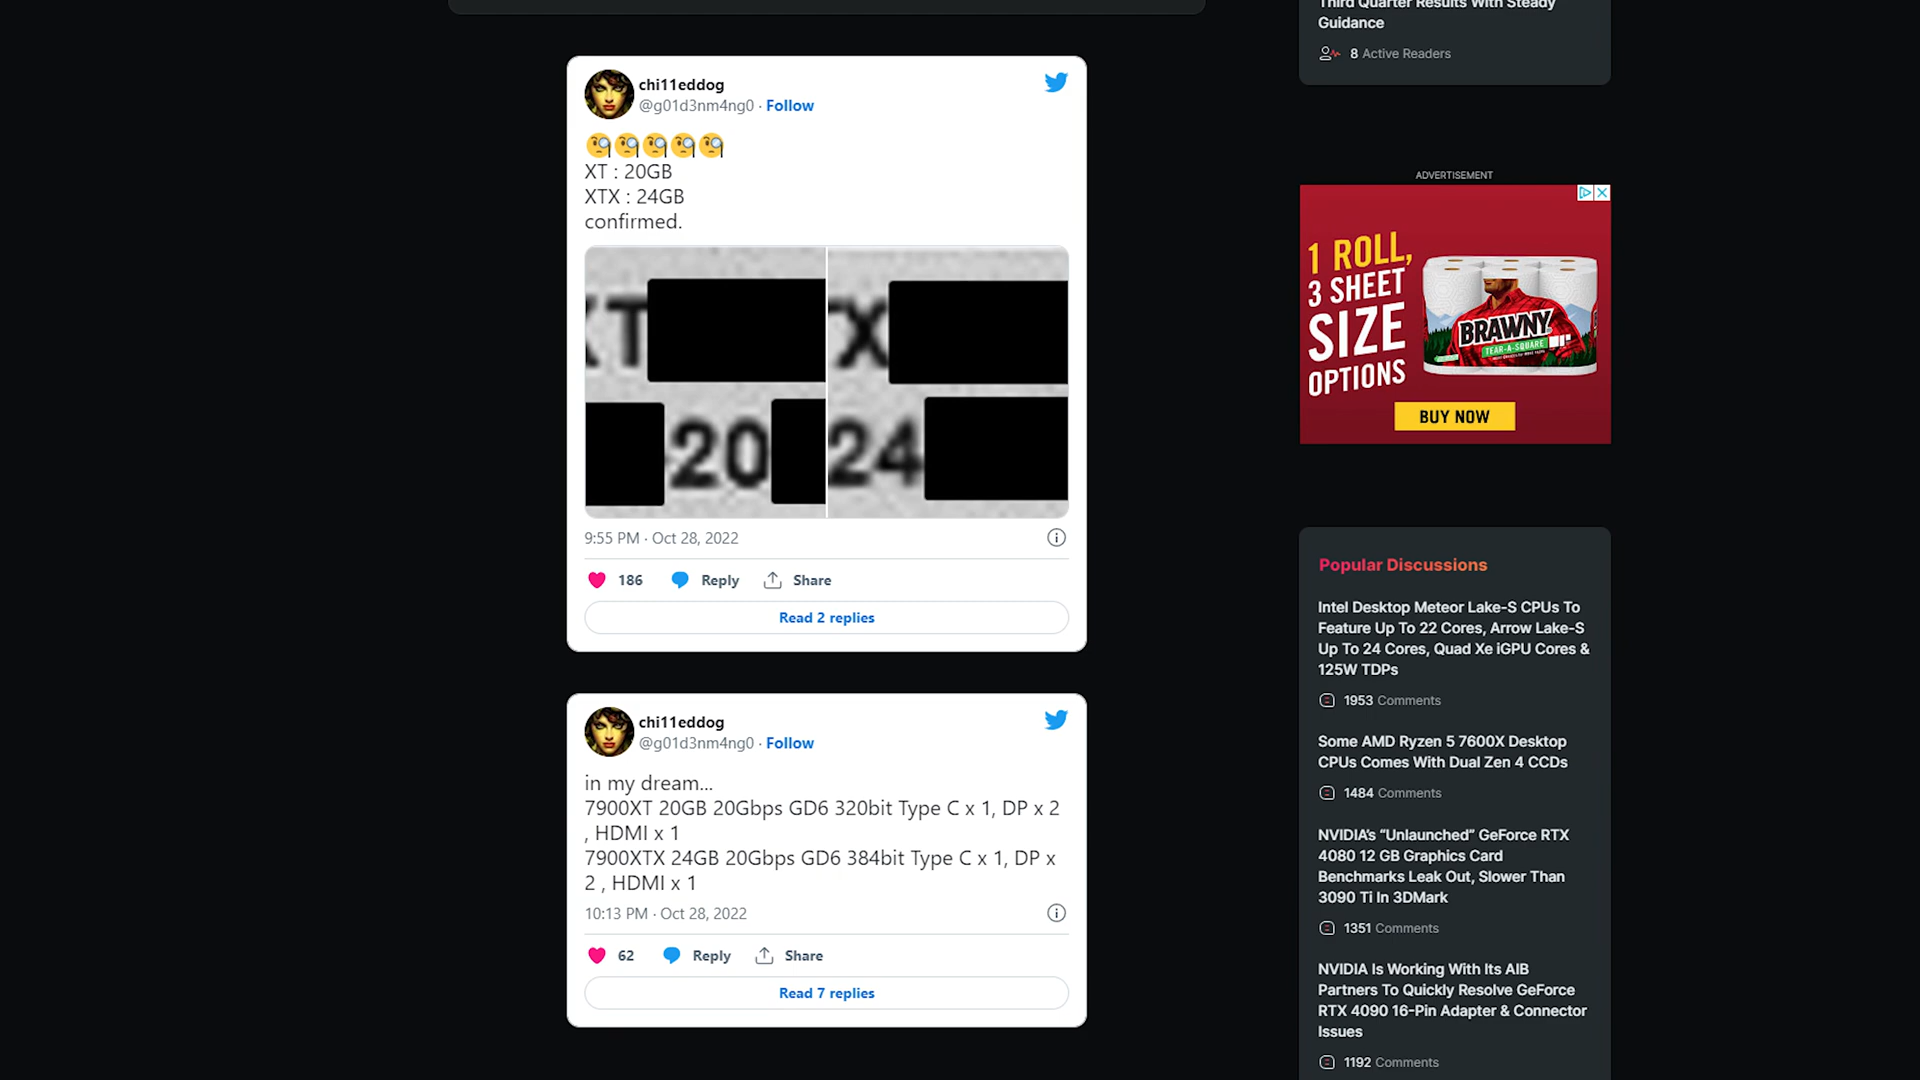 Third Quarter Results With Steady
Guidance
8 Active Readers
chi11eddog
@g01d3nm4ng0 · Follow
🧐🧐🧐🧐🧐
XT : 20GB
XTX : 24GB
confirmed.
XT
X
20
24
9:55 PM · Oct 28, 2022
186 Reply Share
Read 2 replies
chi11eddog
@g01d3nm4ng0 · Follow
in my dream...
7900XT 20GB 20Gbps GD6 320bit Type C x 1, DP x 2
, HDMI x 1
7900XTX 24GB 20Gbps GD6 384bit Type C x 1, DP x
2 , HDMI x 1
10:13 PM · Oct 28, 2022
62 Reply Share
Read 7 replies
ADVERTISEMENT
1 ROLL,
3 SHEET
SIZE
OPTIONS
BRAWNY
TEAR-A-SQUARE
BUY NOW
Popular Discussions
Intel Desktop Meteor Lake-S CPUs To
Feature Up To 22 Cores, Arrow Lake-S
Up To 24 Cores, Quad Xe iGPU Cores &
125W TDPs
1953 Comments
Some AMD Ryzen 5 7600X Desktop
CPUs Comes With Dual Zen 4 CCDs
1484 Comments
NVIDIA's “Unlaunched” GeForce RTX
4080 12 GB Graphics Card
Benchmarks Leak Out, Slower Than
3090 Ti In 3DMark
1351 Comments
NVIDIA Is Working With Its AIB
Partners To Quickly Resolve GeForce
RTX 4090 16-Pin Adapter & Connector
Issues
1192 Comments